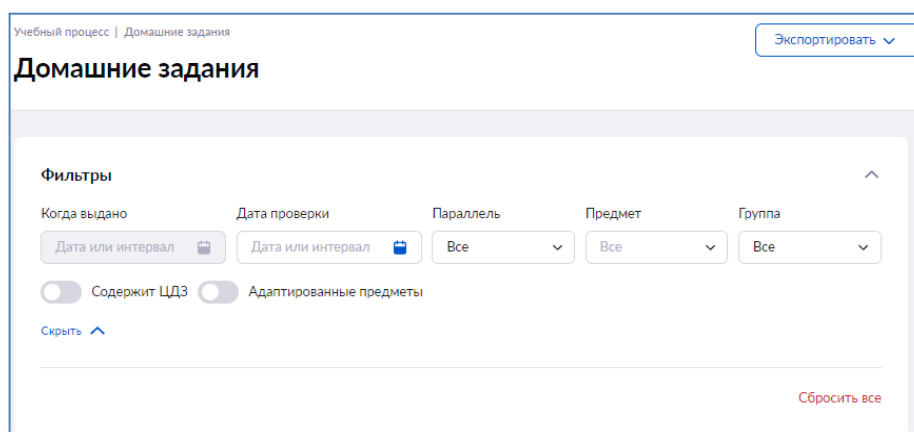 Учебный процесс | Домашние задания
Экспортировать
Домашние задания
Фильтры
Когда выдано Дата проверки Параллель Предмет Группа
Дата или интервал Дата или интервал Все Все Все
Содержит ЦДЗ Адаптированные предметы
Скрыть
Сбросить все